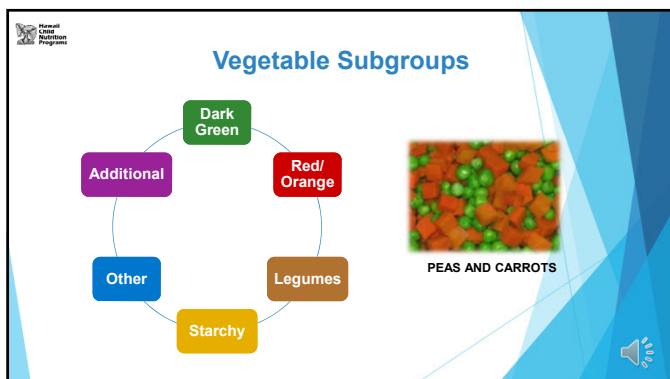 Hawaii
Child
Nutrition
Programs
Vegetable Subgroups
Dark
Green
Red/
Orange
Legumes
Starchy
Other
Additional
PEAS AND CARROTS